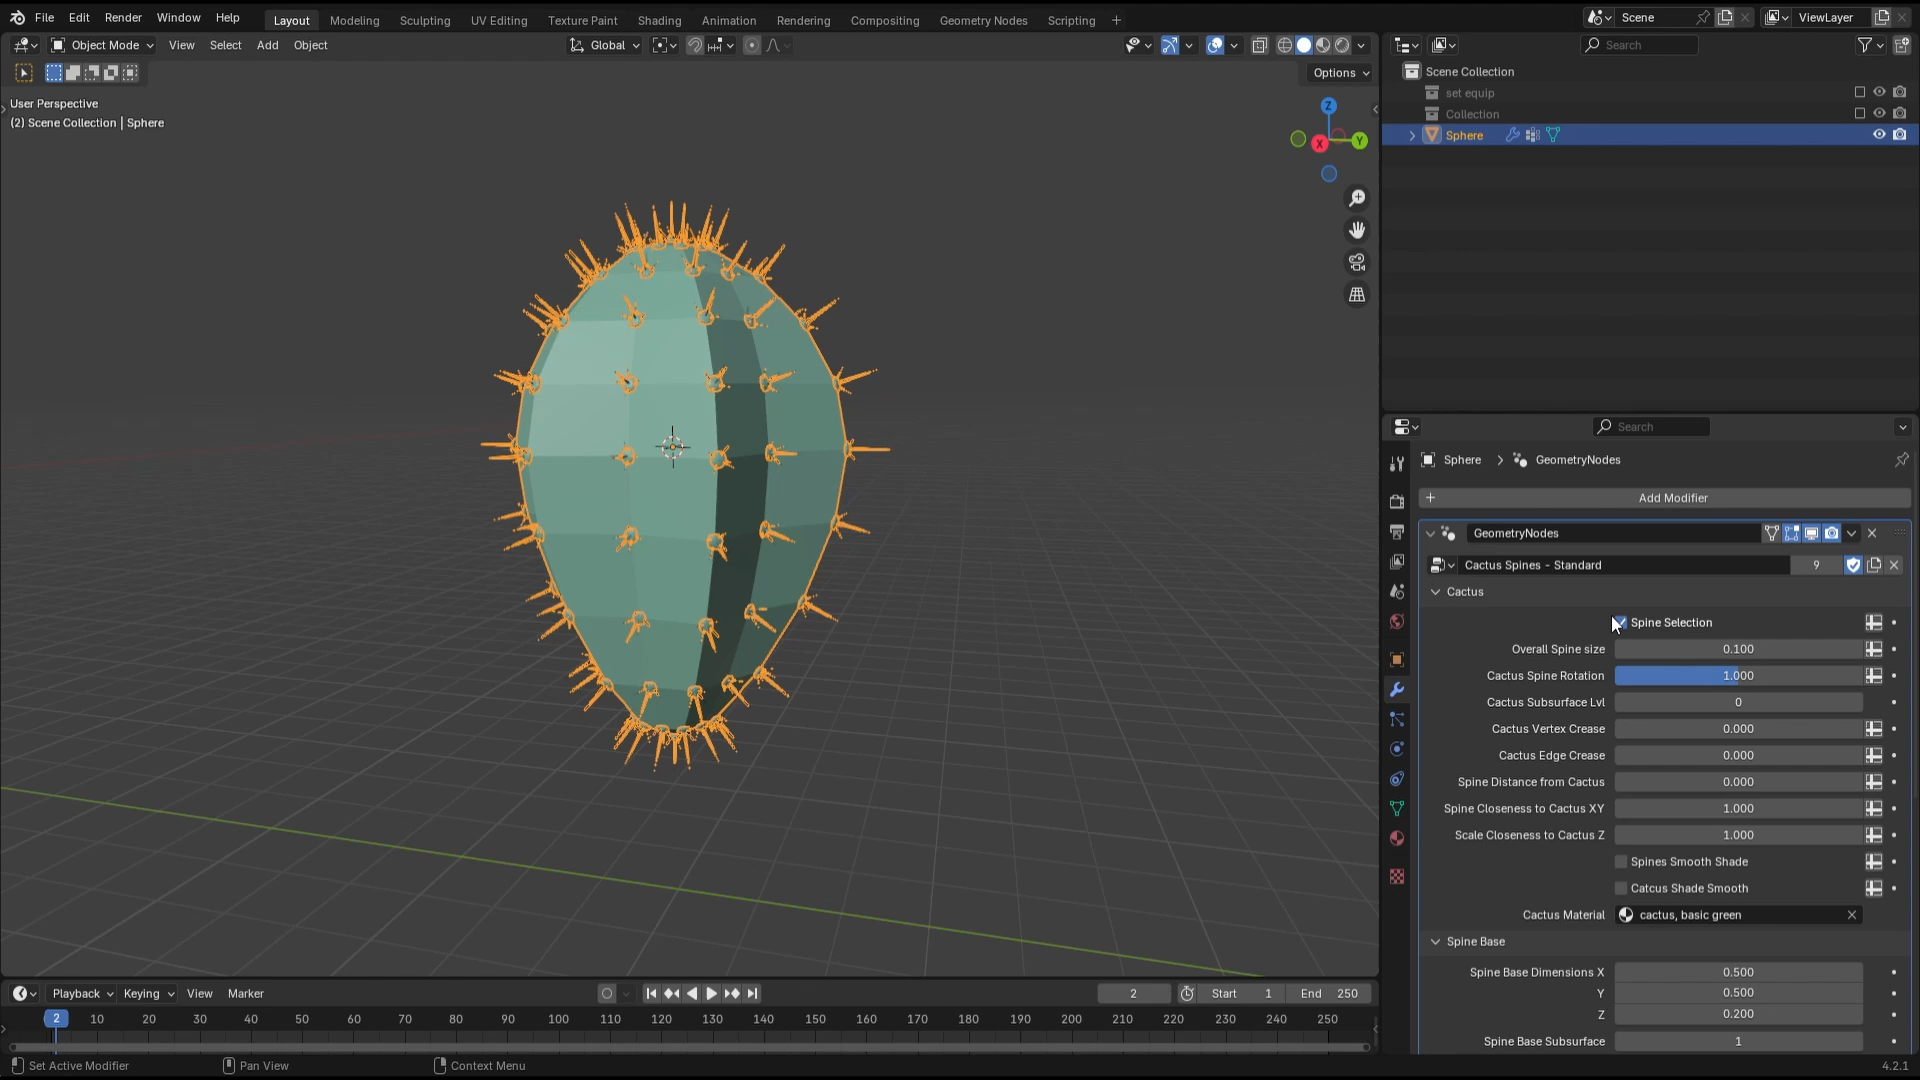 File Edit Render Window Help Layout Modeling Sculpting UV Editing Texture Paint Shading Animation Rendering Compositing Geometry Nodes Scripting + Scene ViewLayer
Object Mode View Select Add Object Global Search
Options
User Perspective
(2) Scene Collection | Sphere
Z
X
Y
Scene Collection
set equip
Collection
Sphere
Search
Sphere > GeometryNodes
+ Add Modifier
GeometryNodes
Cactus Spines - Standard 9
Cactus
Spine Selection
Overall Spine size 0.100
Cactus Spine Rotation 1.000
Cactus Subsurface Lvl 0
Cactus Vertex Crease 0.000
Cactus Edge Crease 0.000
Spine Distance from Cactus 0.000
Spine Closeness to Cactus XY 1.000
Scale Closeness to Cactus Z 1.000
Spines Smooth Shade
Catcus Shade Smooth
Cactus Material cactus, basic green
Spine Base
Spine Base Dimensions X 0.500
Y 0.500
Z 0.200
Spine Base Subsurface 1
Playback Keying View Marker 2 Start 1 End 250
2 10 20 30 40 50 60 70 80 90 100 110 120 130 140 150 160 170 180 190 200 210 220 230 240 250
Set Active Modifier Pan View Context Menu 4.2.1